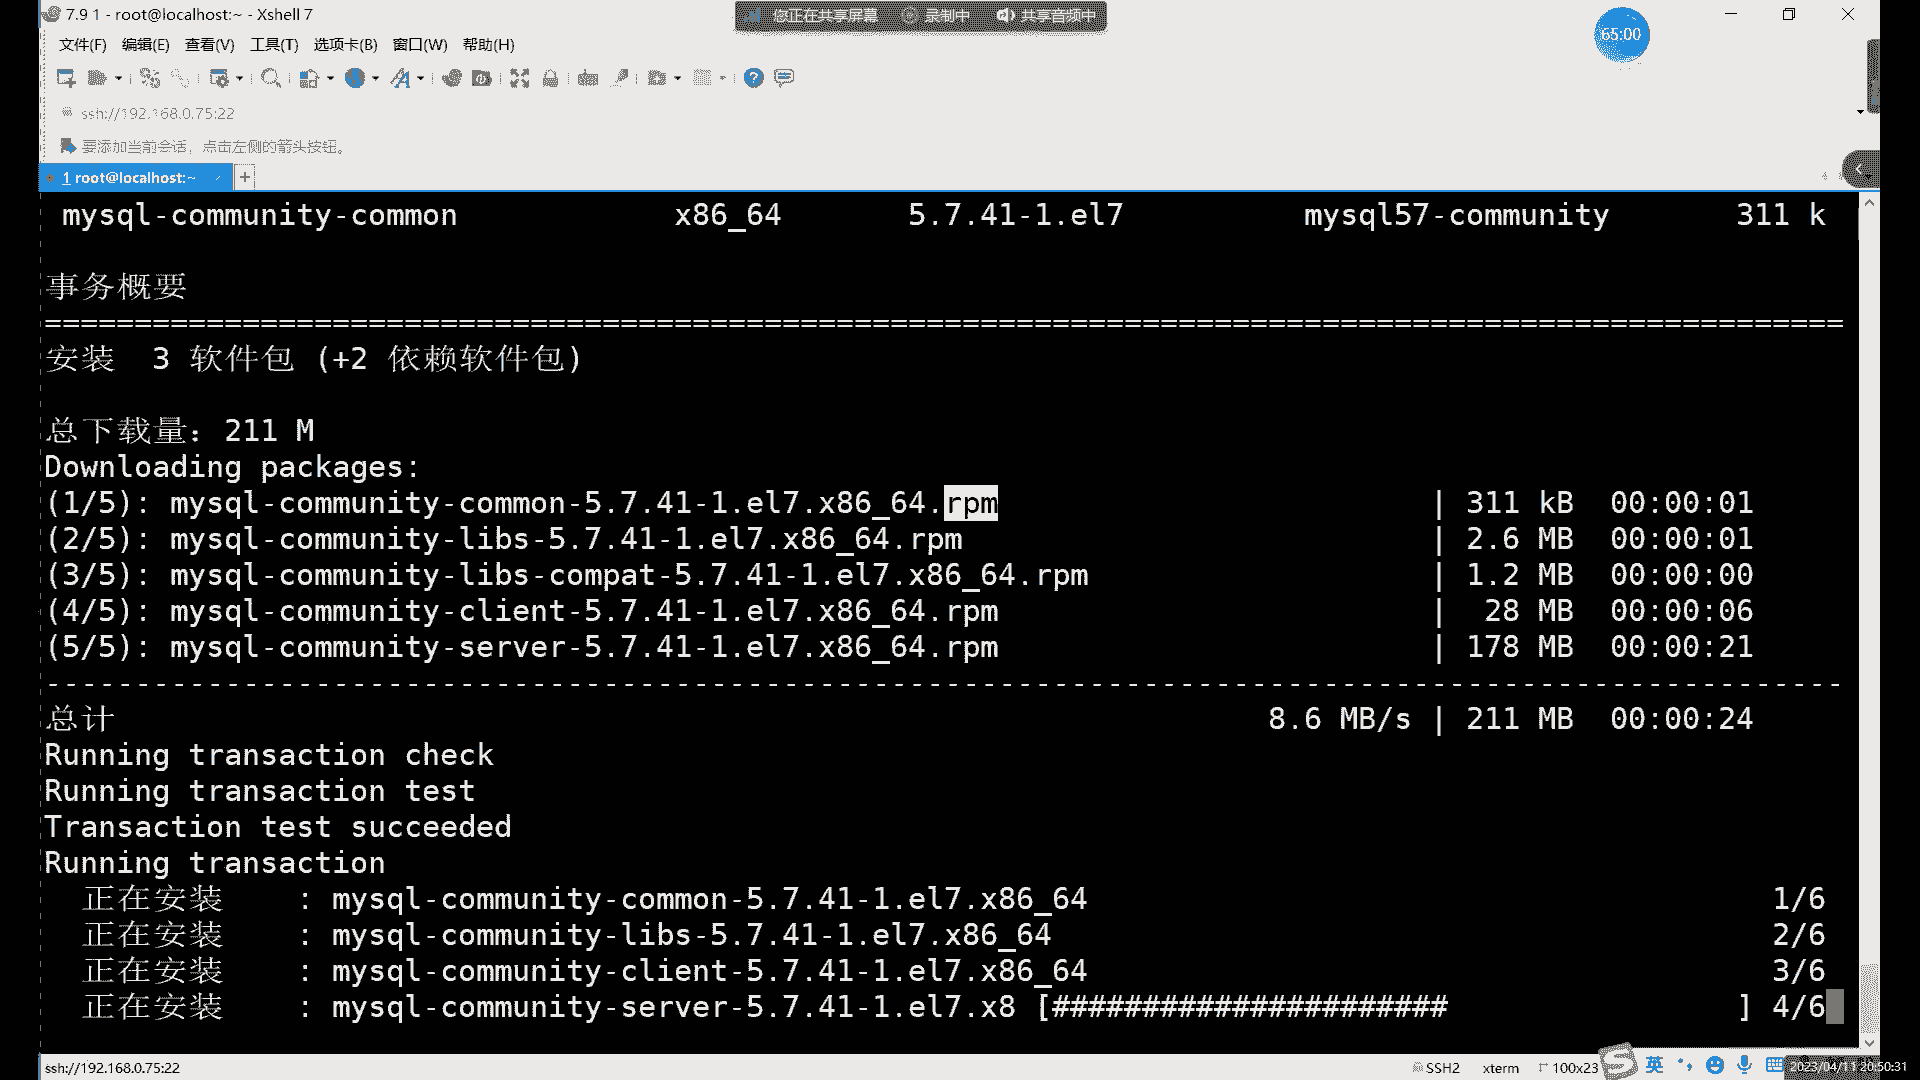 7.9 1 - root@localhost:~ - Xshell 7
您正在共享屏幕 录制中 共享音频中
65:00
文件(F) 编辑(E) 查看(V) 工具(T) 选项卡(B) 窗口(W) 帮助(H)
ssh://192.168.0.75:22
要添加当前会话，点击左侧的箭头按钮。
1 root@localhost:~ +
mysql-community-common x86_64 5.7.41-1.el7 mysql57-community 311 k
事务概要
====================================================================================================
安装 3 软件包 (+2 依赖软件包)
总下载量：211 M
Downloading packages:
(1/5): mysql-community-common-5.7.41-1.el7.x86_64.rpm | 311 kB 00:00:01
(2/5): mysql-community-libs-5.7.41-1.el7.x86_64.rpm | 2.6 MB 00:00:01
(3/5): mysql-community-libs-compat-5.7.41-1.el7.x86_64.rpm | 1.2 MB 00:00:00
(4/5): mysql-community-client-5.7.41-1.el7.x86_64.rpm | 28 MB 00:00:06
(5/5): mysql-community-server-5.7.41-1.el7.x86_64.rpm | 178 MB 00:00:21
----------------------------------------------------------------------------------------------------
总计 8.6 MB/s | 211 MB 00:00:24
Running transaction check
Running transaction test
Transaction test succeeded
Running transaction
正在安装 : mysql-community-common-5.7.41-1.el7.x86_64 1/6
正在安装 : mysql-community-libs-5.7.41-1.el7.x86_64 2/6
正在安装 : mysql-community-client-5.7.41-1.el7.x86_64 3/6
正在安装 : mysql-community-server-5.7.41-1.el7.x8 [###################### ] 4/6
ssh://192.168.0.75:22 SSH2 xterm 100x23 英 2023/04/11 20:50:31